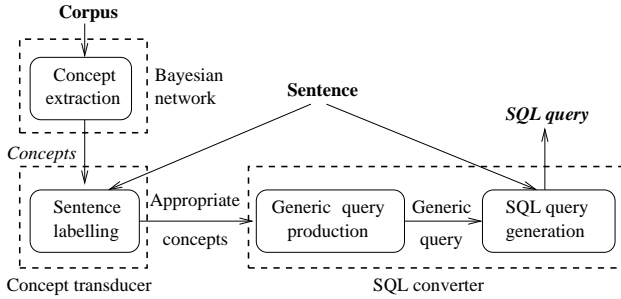 Corpus
Concept
extraction
Bayesian
network
Sentence
SQL query
Concepts
Sentence
labelling
Appropriate
concepts
Generic query
production
Generic
query
SQL query
generation
Concept transducer
SQL converter